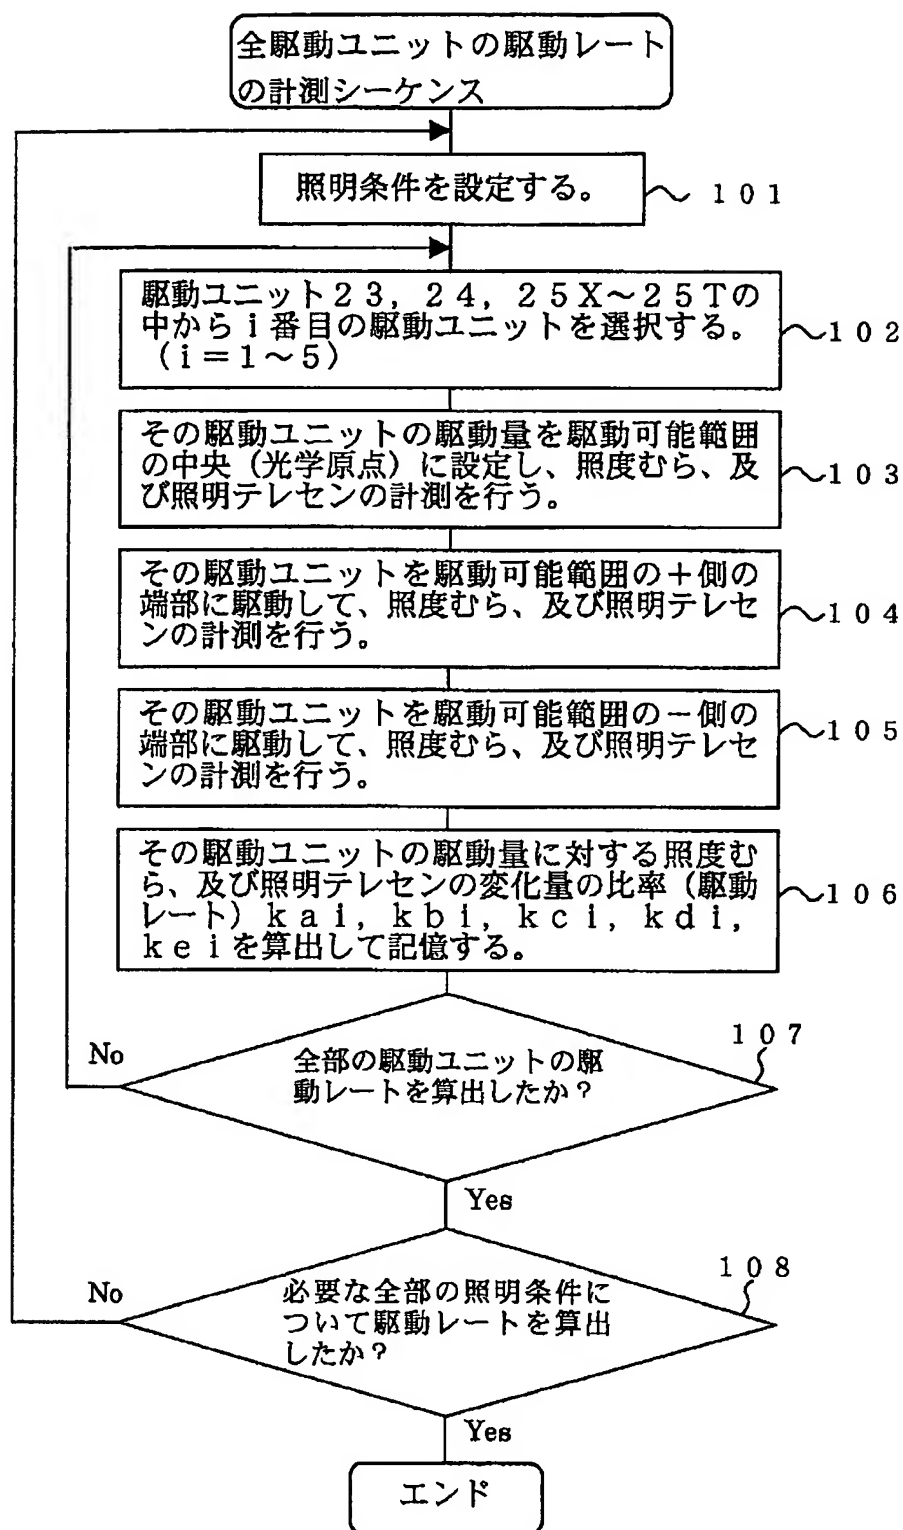 全駆動ユニットの駆動レート
の計測シーケンス
照明条件を設定する。
101
駆動ユニット23, 24, 25X～25Tの
中からi番目の駆動ユニットを選択する。
(i=1～5)
102
その駆動ユニットの駆動量を駆動可能範囲
の中央(光学原点)に設定し、照度むら、及
び照明テレセンの計測を行う。
103
その駆動ユニットを駆動可能範囲の+側の
端部に駆動して、照度むら、及び照明テレセ
ンの計測を行う。
104
その駆動ユニットを駆動可能範囲の-側の
端部に駆動して、照度むら、及び照明テレセ
ンの計測を行う。
105
その駆動ユニットの駆動量に対する照度む
ら、及び照明テレセンの変化量の比率(駆動
レート)kai, kbi, kci, kdi,
keiを算出して記憶する。
106
107
No
全部の駆動ユニットの駆
動レートを算出したか?
Yes
108
No
必要な全部の照明条件に
ついて駆動レートを算出
したか?
Yes
エンド